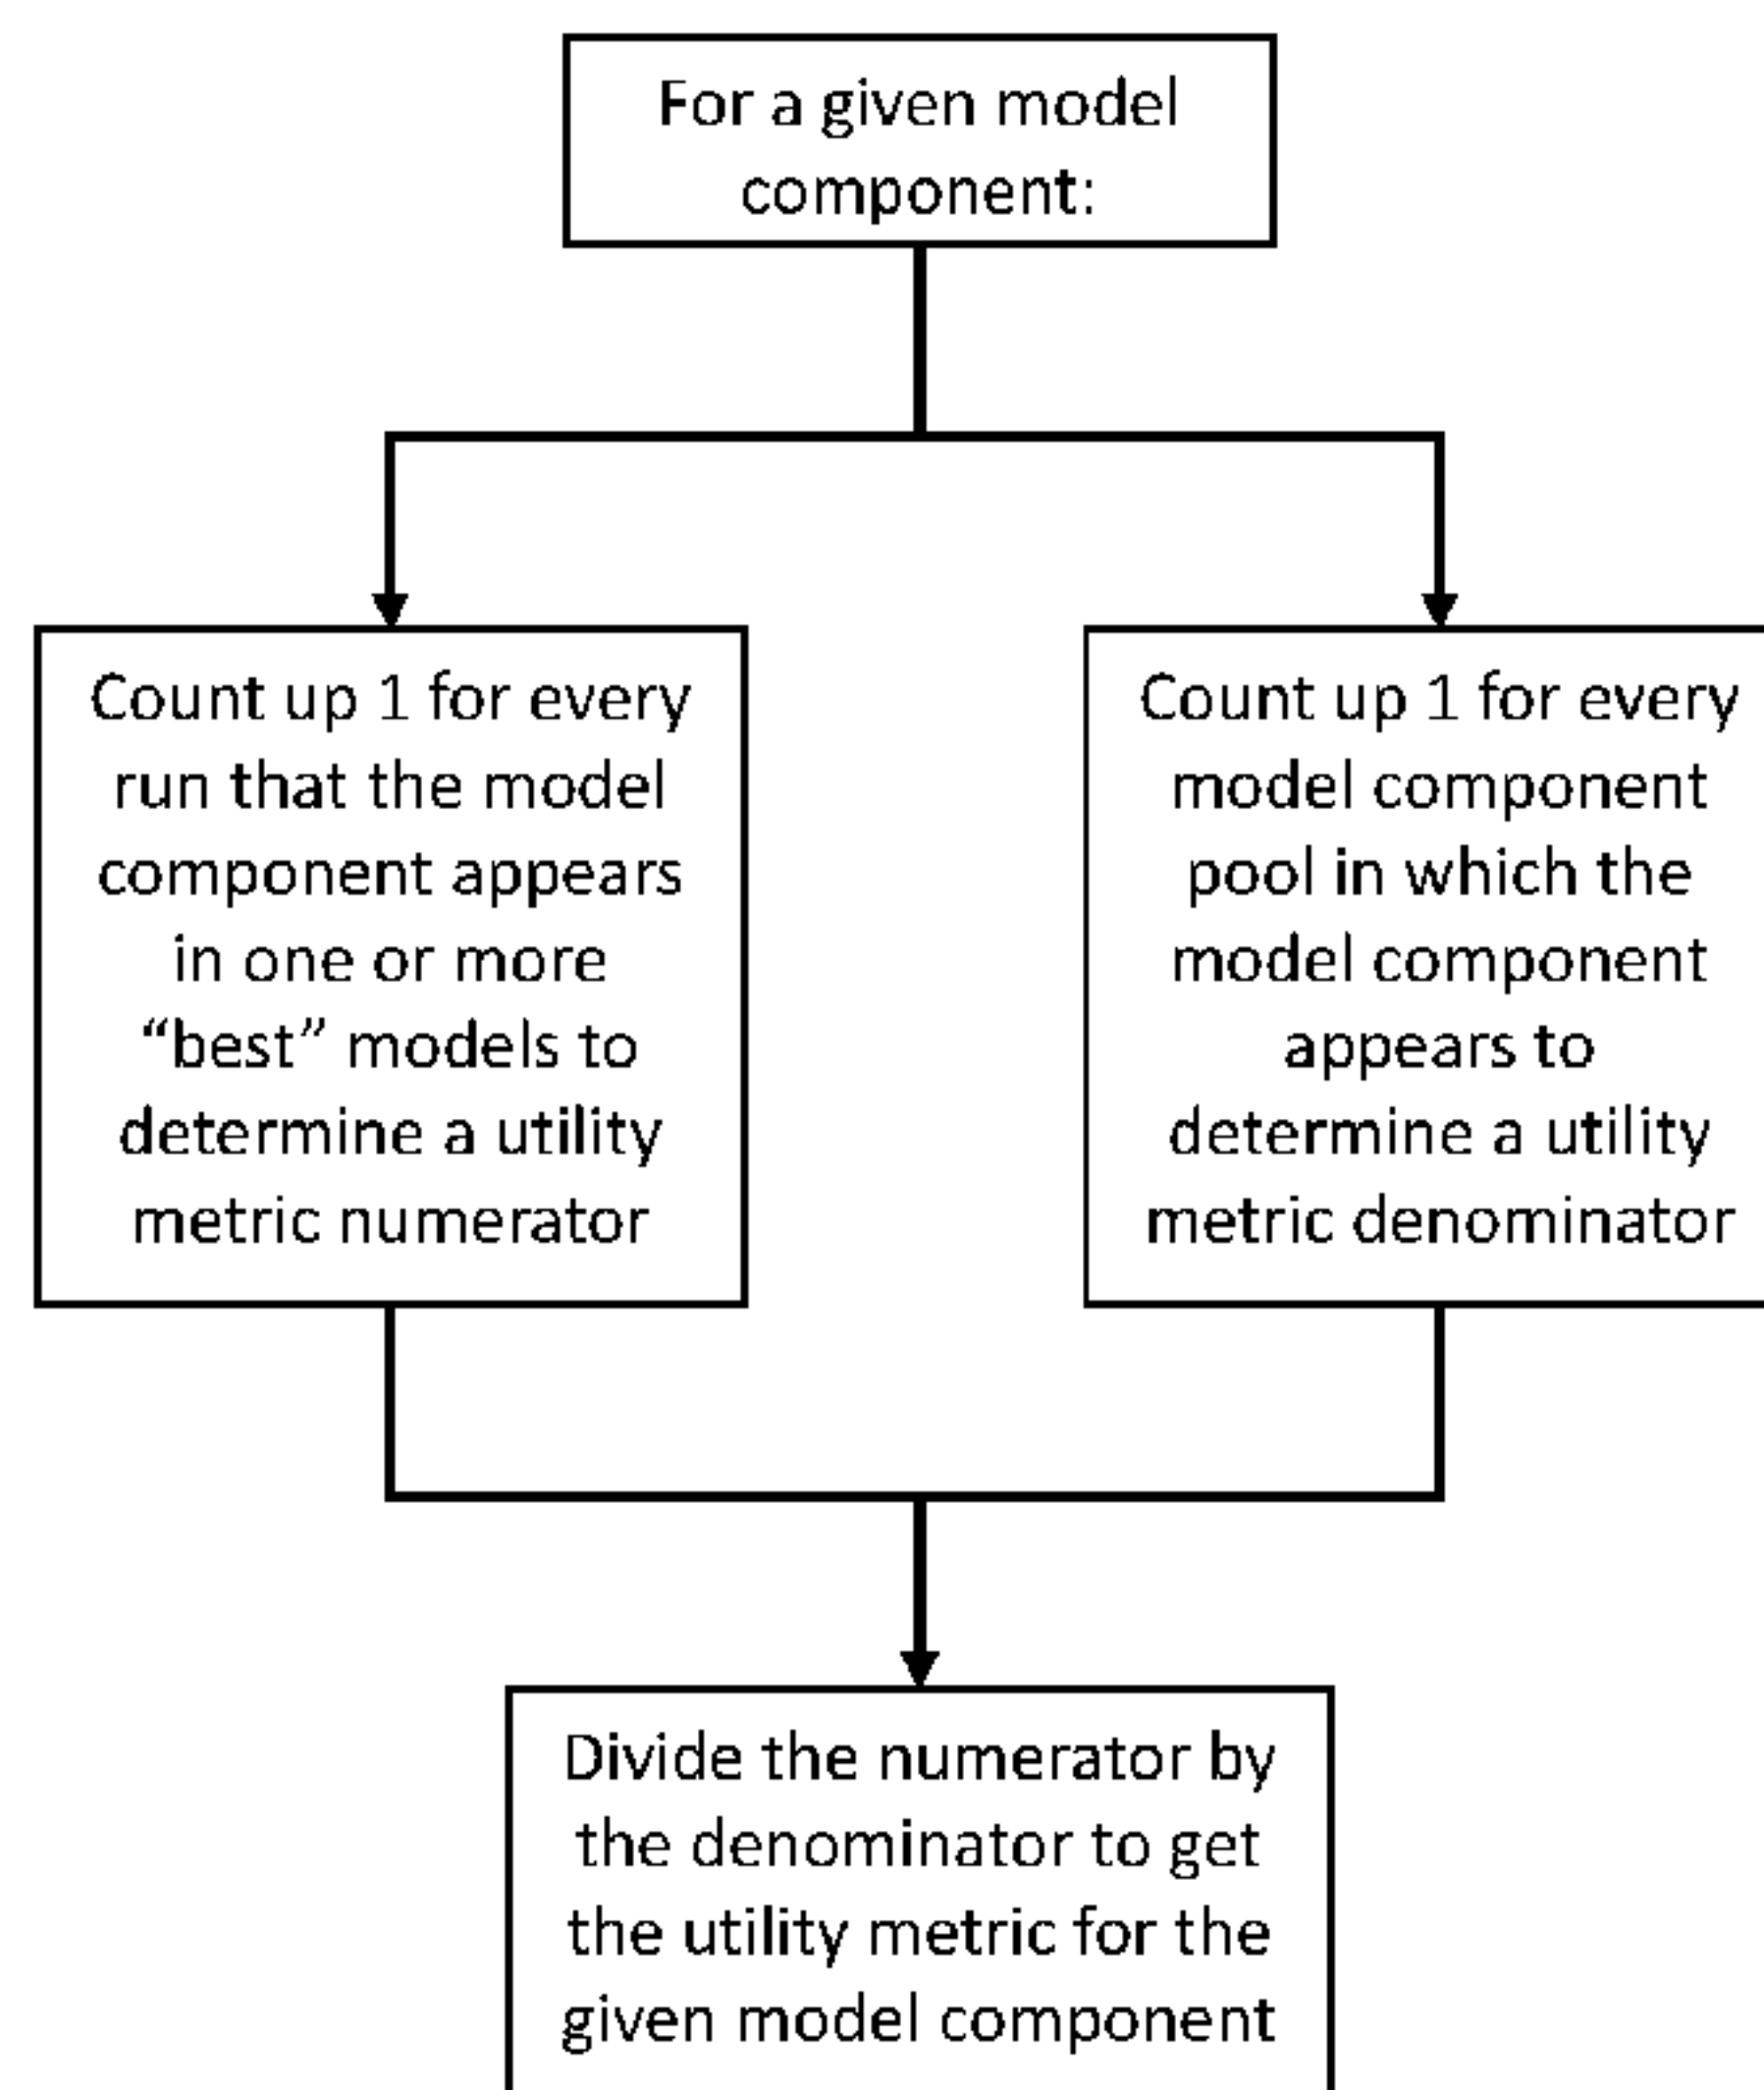 For a given model
component:
Count up 1 for every
run that the model
component appears
in one or more
“best” models to
determine a utility
metric numerator
Count up 1 for every
model component
pool in which the
model component
appears to
determine a utility
metric denominator
Divide the numerator by
the denominator to get
the utility metric for the
given model component